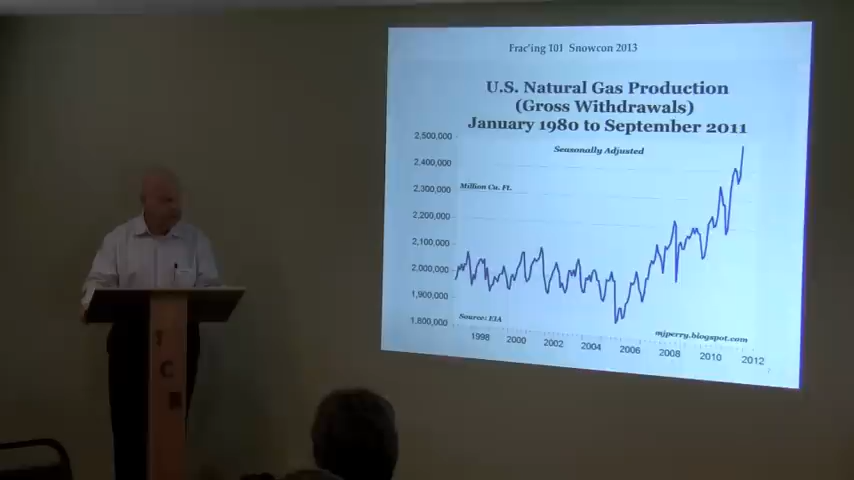 Frac'ing 101 Snowcon 2013
U.S. Natural Gas Production
(Gross Withdrawals)
January 1980 to September 2011
Seasonally Adjusted
Million Cu. Ft.
2,500,000
2,400,000
2,300,000
2,200,000
2,100,000
2,000,000
1,900,000
1,800,000
Source: EIA
mjperry.blogspot.com
1998 2000 2002 2004 2006 2008 2010 2012